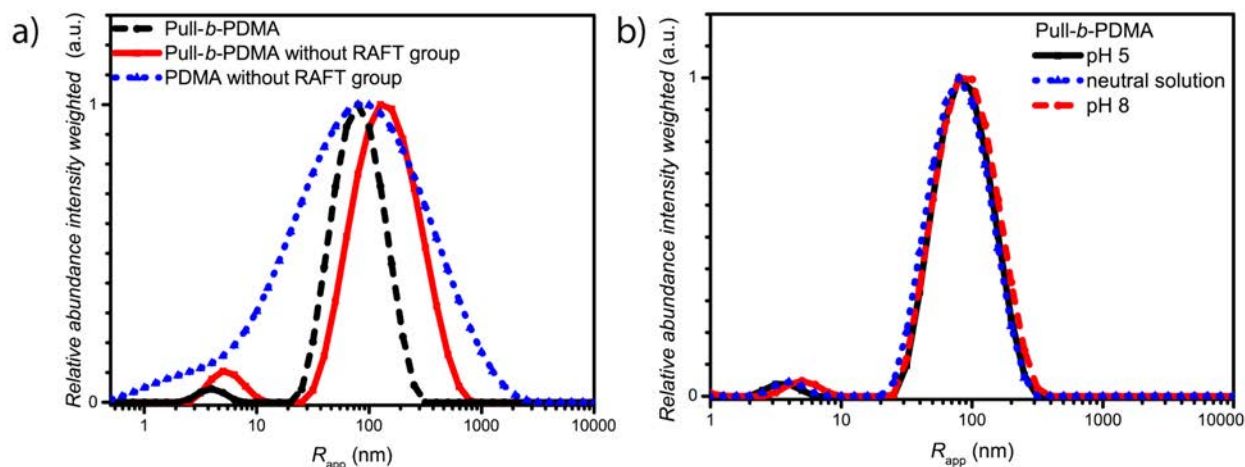 a)
Pull-b-PDMA
Pull-b-PDMA without RAFT group
PDMA without RAFT group
Relative abundance intensity weighted (a.u.)
1
0
1
10
100
1000
10000
R_app (nm)
b)
Pull-b-PDMA
pH 5
neutral solution
pH 8
Relative abundance intensity weighted (a.u.)
1
0
1
10
100
1000
10000
R_app (nm)